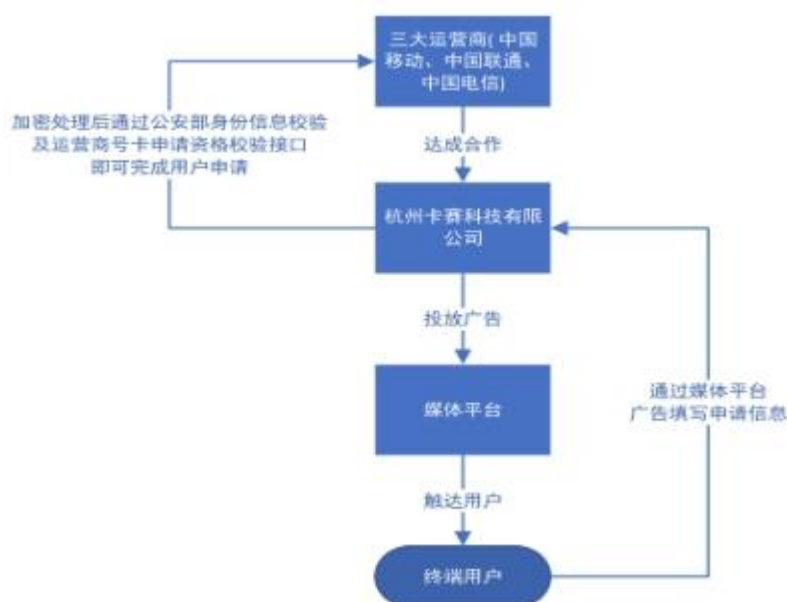 三大运营商( 中国
移动、中国联通、
中国电信)
加密处理后通过公安部身份信息校验
及运营商号卡申请资格校验接口
即可完成用户申请
达成合作
杭州卡赛科技有限
公司
投放广告
媒体平台
通过媒体平台
广告填写申请信息
触达用户
终端用户